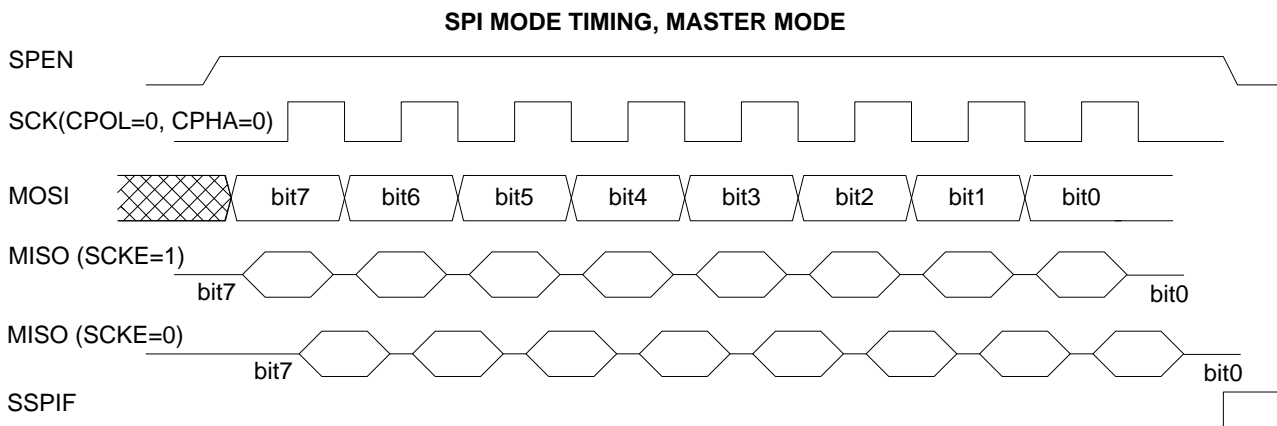 SPI MODE TIMING, MASTER MODE
SPEN
SCK(CPOL=0, CPHA=0)
MOSI bit7 bit6 bit5 bit4 bit3 bit2 bit1 bit0
MISO (SCKE=1)
bit7 bit0
MISO (SCKE=0)
bit7 bit0
SSPIF